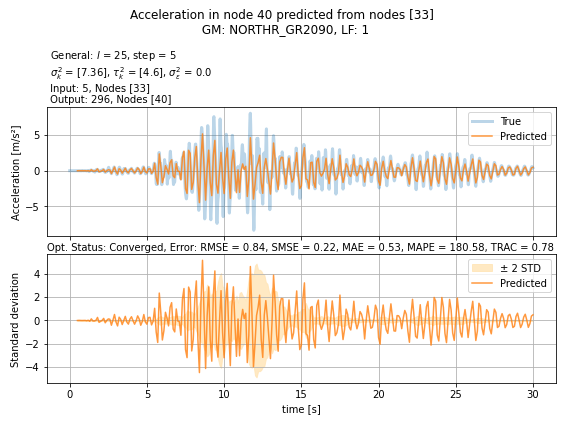 Acceleration in node 40 predicted from nodes [33]
GM: NORTHR_GR2090, LF: 1
General: l = 25, step = 5
σ²ₖ = [7.36], τ²ₖ = [4.6], σ²ε = 0.0
Input: 5, Nodes [33]
Output: 296, Nodes [40]
Acceleration [m/s²]
5
0
−5
True
Predicted
Opt. Status: Converged, Error: RMSE = 0.84, SMSE = 0.22, MAE = 0.53, MAPE = 180.58, TRAC = 0.78
Standard deviation
4
2
0
−2
−4
± 2 STD
Predicted
0 5 10 15 20 25 30
time [s]